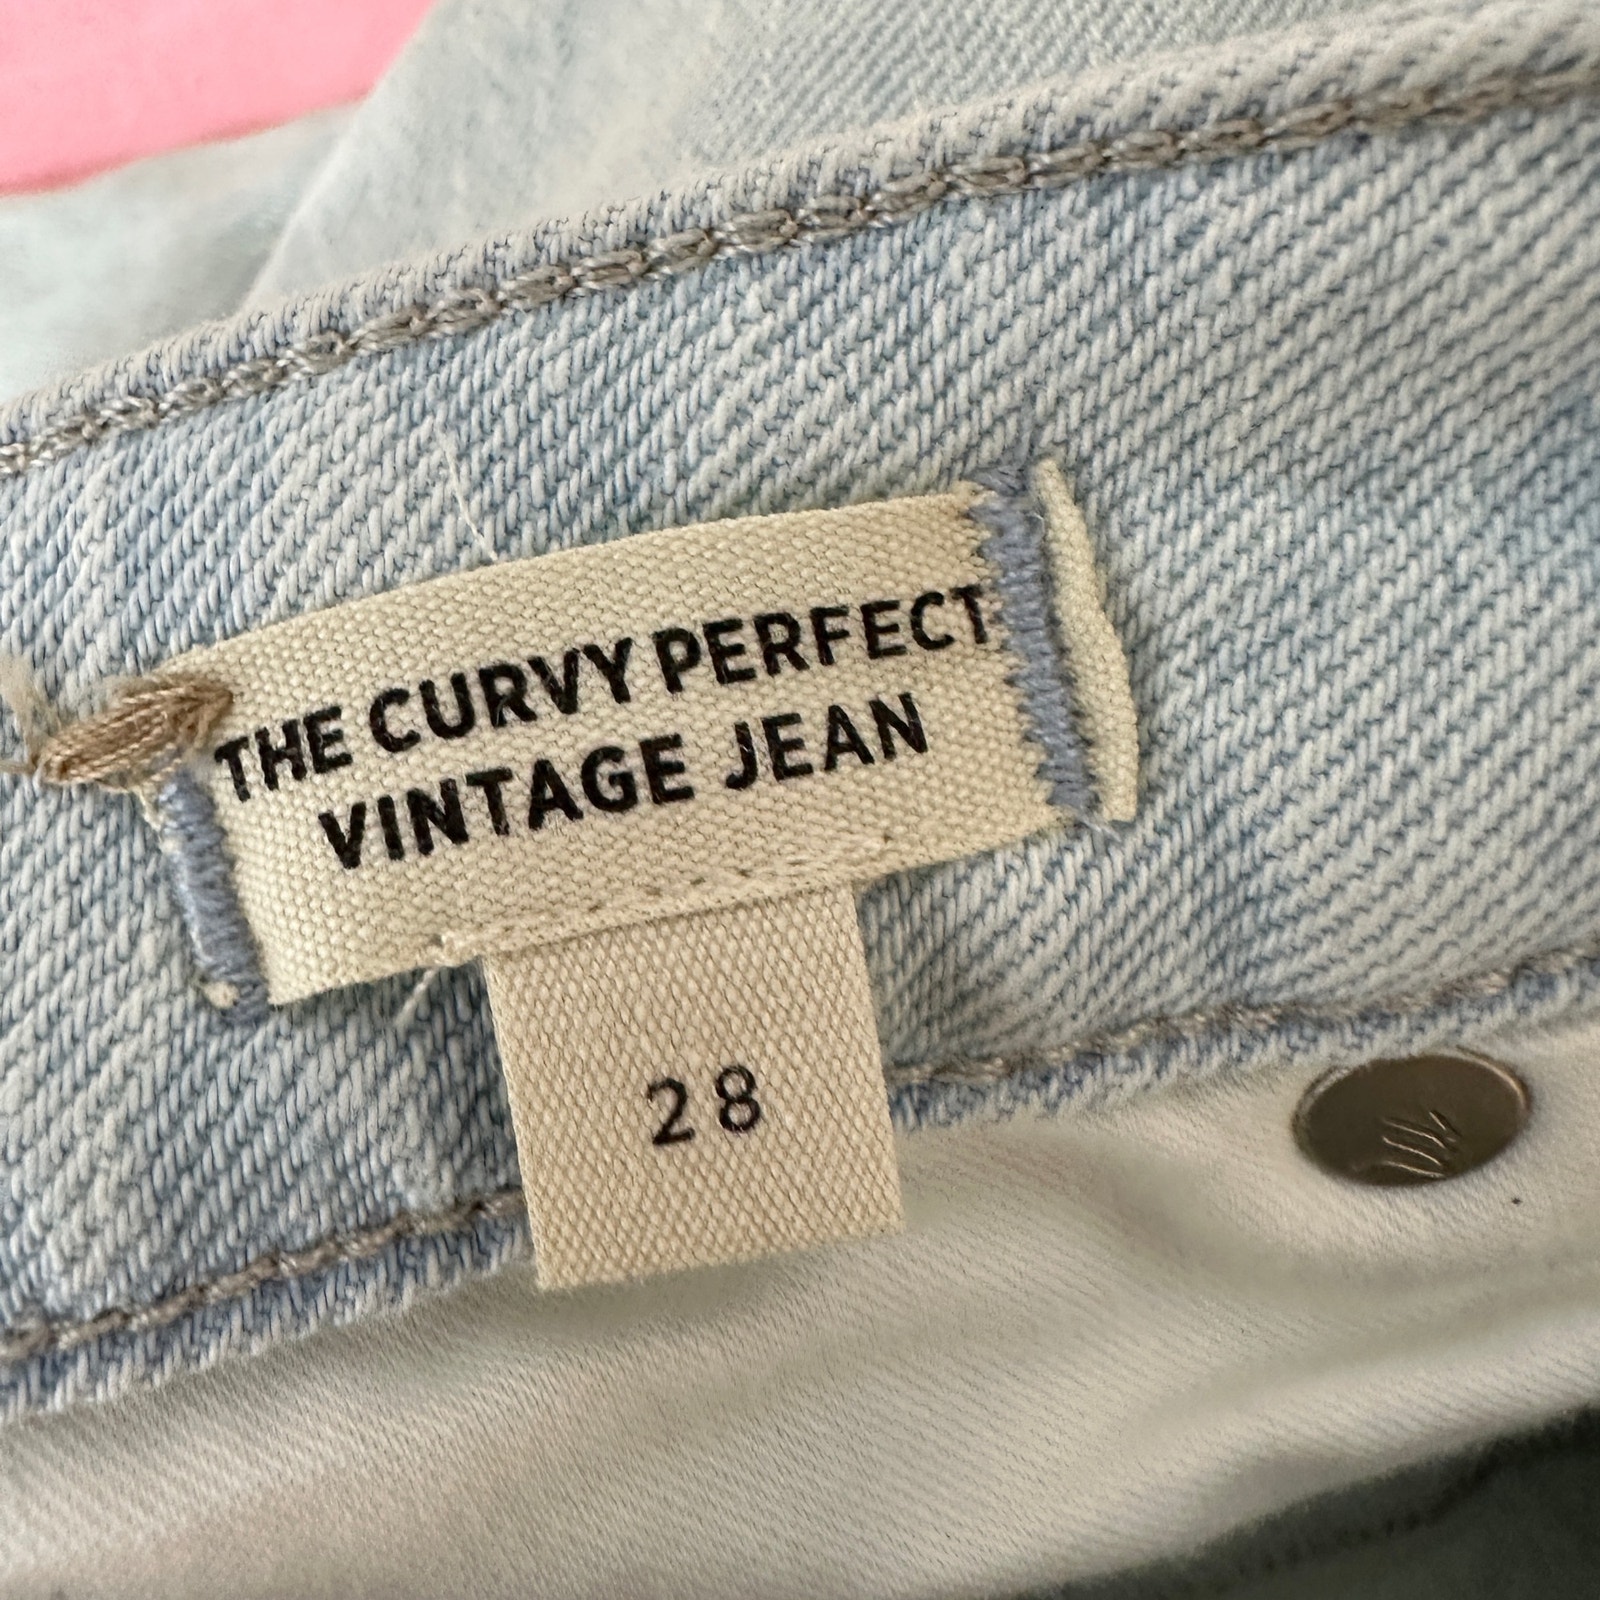 THE CURVY PERFECT
VINTAGE JEAN
28